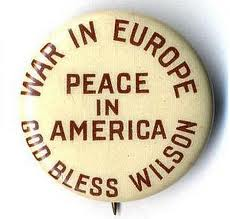 WAR IN EUROPE
PEACE
IN
AMERICA
GOD BLESS WILSON